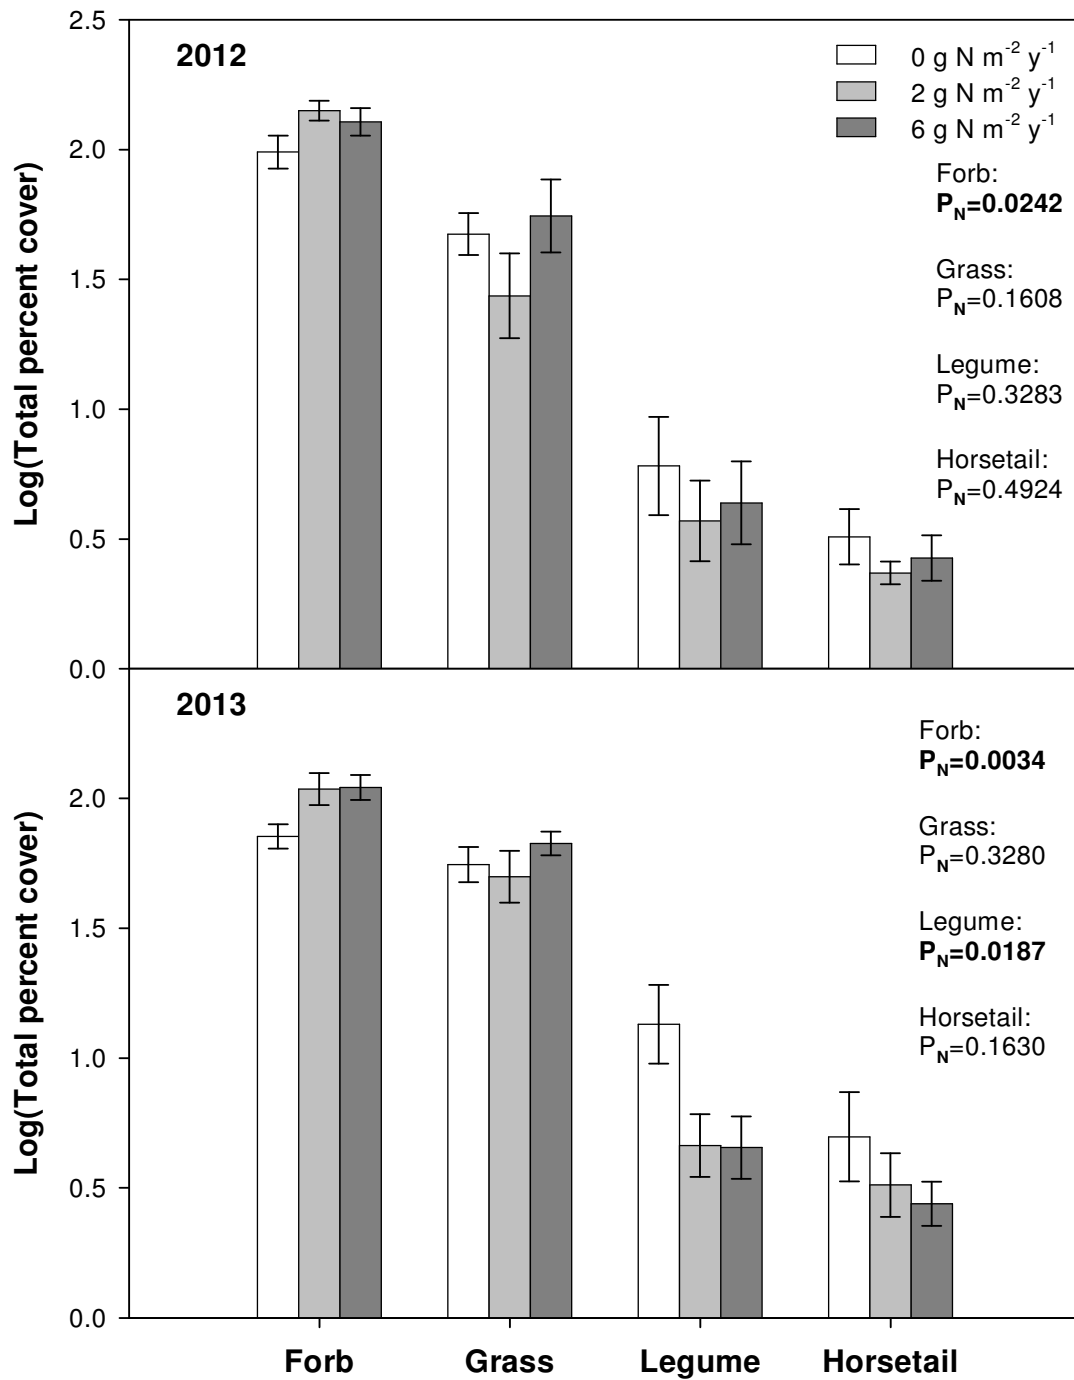 2.5
2012
0 g N m-2 y-1
2 g N m-2 y-1
6 g N m-2 y-1
2.0
Forb:
PN=0.0242
Grass:
PN=0.1608
1.5
Legume:
PN=0.3283
1.0
Horsetail:
PN=0.4924
0.5
0.0
Log(Total percent cover)
2013
Forb:
PN=0.0034
2.0
Grass:
PN=0.3280
1.5
Legume:
PN=0.0187
1.0
Horsetail:
PN=0.1630
0.5
0.0
Log(Total percent cover)
Forb Grass Legume Horsetail